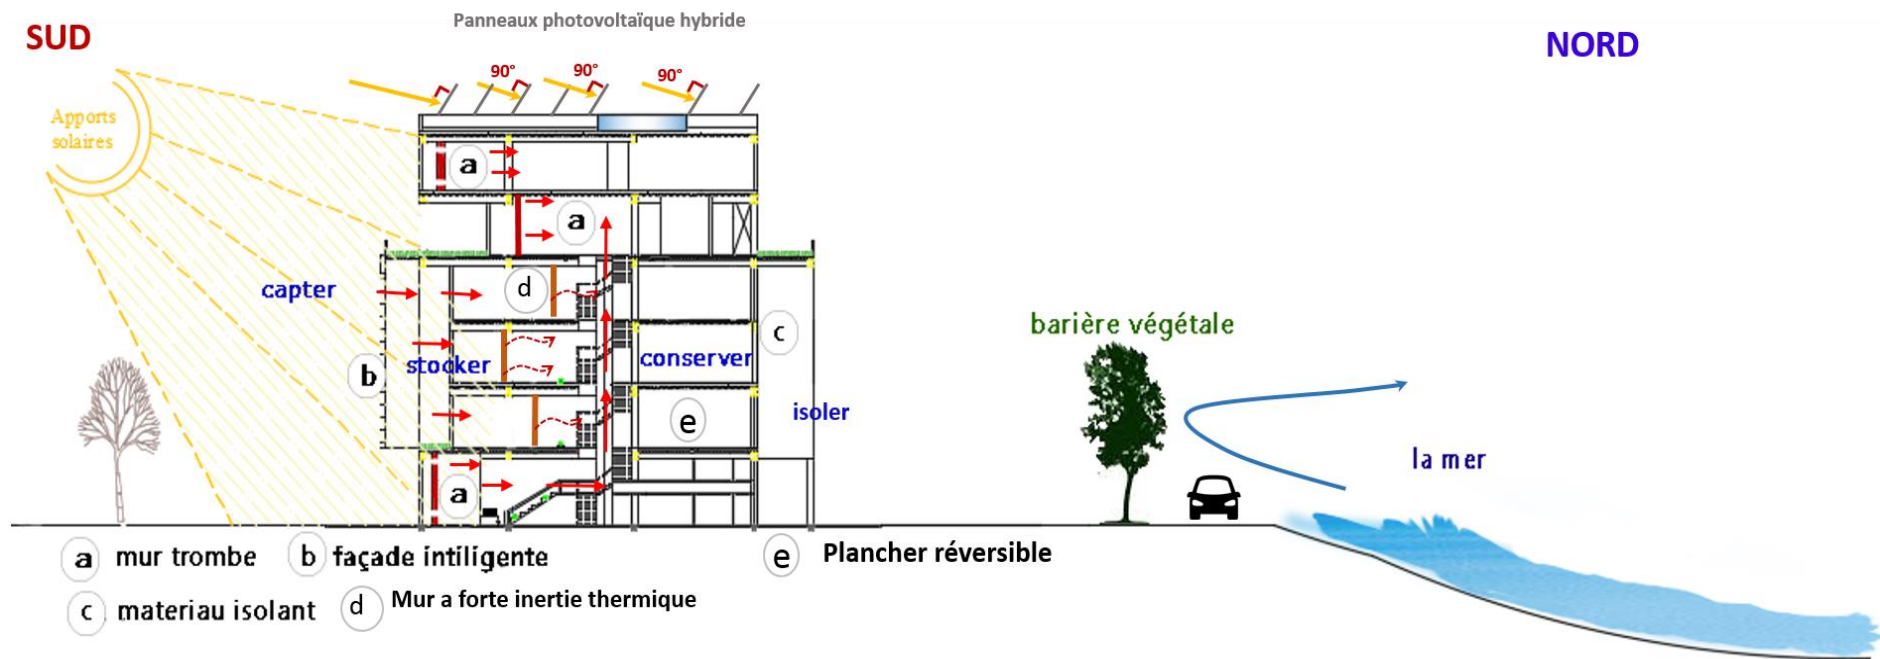 Panneaux photovoltaïque hybride
SUD
NORD
90°
90°
90°
Apports
solaires
a
a
capter
d
c
barière végétale
b
stocker
conserver
e
isoler
la mer
a
a mur trombe
b façade intiligente
e Plancher réversible
c materiau isolant
d Mur a forte inertie thermique